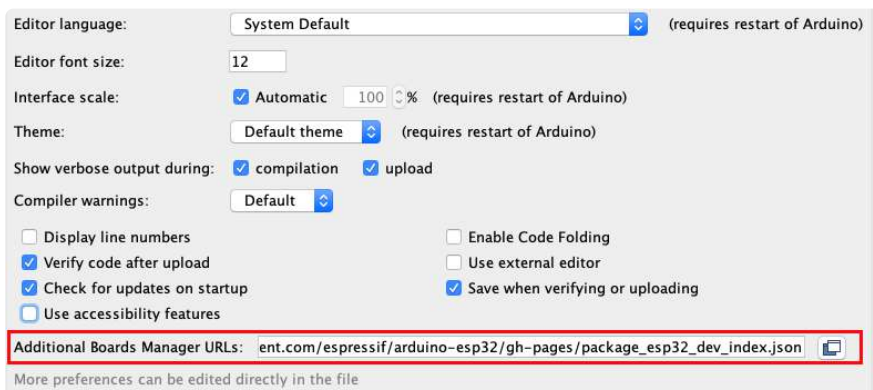 Editor language: System Default (requires restart of Arduino)
Editor font size: 12
Interface scale: Automatic 100 % (requires restart of Arduino)
Theme: Default theme (requires restart of Arduino)
Show verbose output during: compilation upload
Compiler warnings: Default
Display line numbers Enable Code Folding
Verify code after upload Use external editor
Check for updates on startup Save when verifying or uploading
Use accessibility features
Additional Boards Manager URLs: ent.com/espressif/arduino-esp32/gh-pages/package_esp32_dev_index.json
More preferences can be edited directly in the file